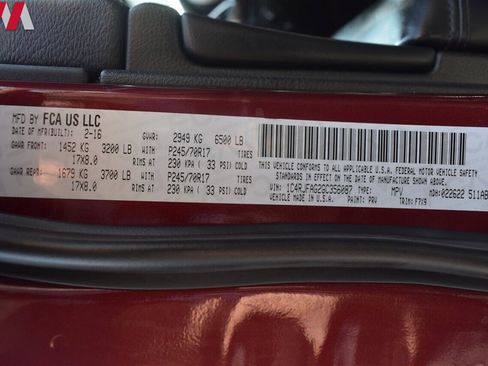 MFD BY FCA US LLC
DATE OF MFR(BUILT): 2-16 GVWR: 2949 KG 6500 LB
GAWR FRONT: 1452 KG 3200 LB WITH P245/70R17 TIRES
17X8.0 RIMS AT 230 KPA ( 33 PSI) COLD
GAWR REAR: 1679 KG 3700 LB WITH P245/70R17 TIRES
17X8.0 RIMS AT 230 KPA ( 33 PSI) COLD
THIS VEHICLE CONFORMS TO ALL APPLICABLE U.S.A. FEDERAL MOTOR VEHICLE SAFETY
STANDARDS IN EFFECT ON THE DATE OF MANUFACTURE SHOWN ABOVE.
VIN: 1C4RJFAG2GC356087 TYPE: MPV MDH: 022622 511AB
VEHICLE MADE IN U.S.A. PAINT: PRV TRIM: F7X9